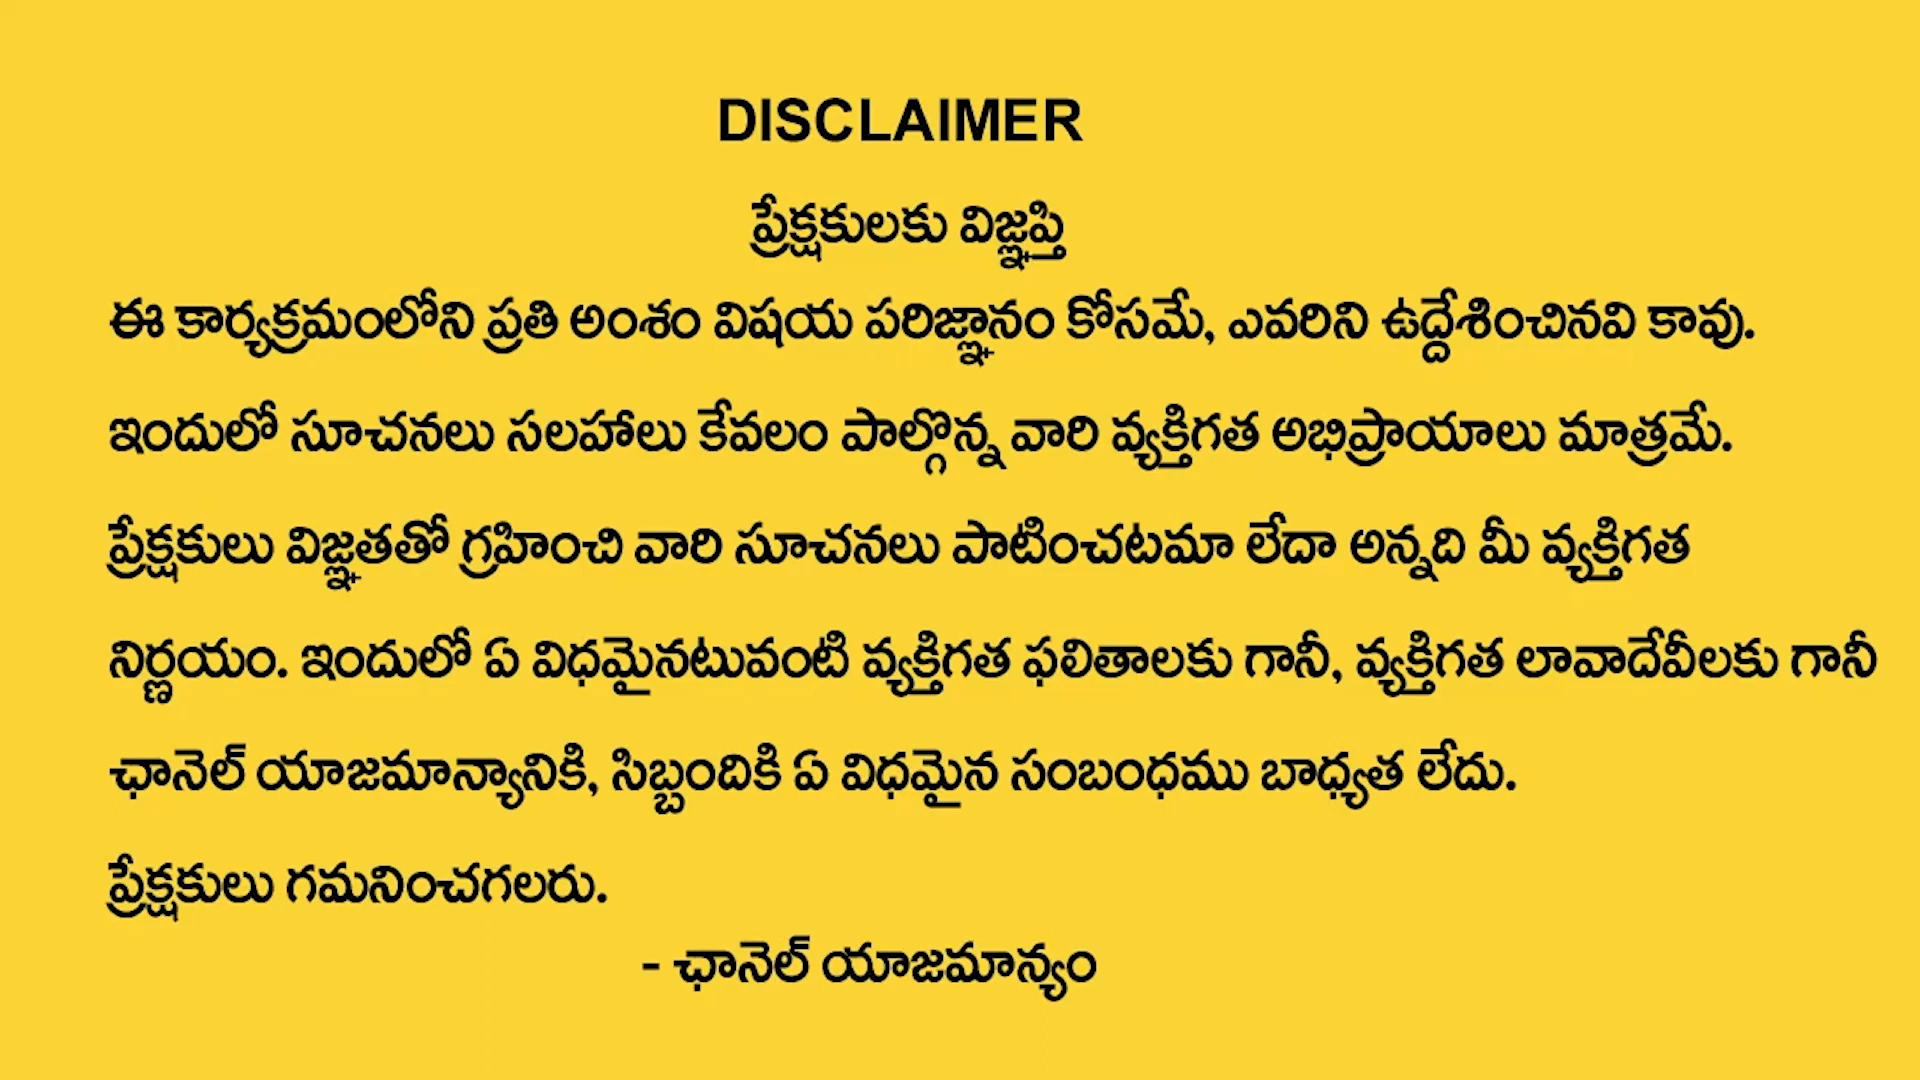 DISCLAIMER
ప్రేక్షకులకు విజ్ఞప్తి
ఈ కార్యక్రమంలోని ప్రతి అంశం విషయ పరిజ్ఞానం కోసమే, ఎవరిని ఉద్దేశించినవి కావు.
ఇందులో సూచనలు సలహాలు కేవలం పాల్గొన్న వారి వ్యక్తిగత అభిప్రాయాలు మాత్రమే.
ప్రేక్షకులు విజ్ఞతతో గ్రహించి వారి సూచనలు పాటించటమా లేదా అన్నది మీ వ్యక్తిగత
నిర్ణయం. ఇందులో ఏ విధమైనటువంటి వ్యక్తిగత ఫలితాలకు గానీ, వ్యక్తిగత లావాదేవీలకు గానీ
ఛానెల్ యాజమాన్యానికి, సిబ్బందికి ఏ విధమైన సంబంధము బాధ్యత లేదు.
ప్రేక్షకులు గమనించగలరు.
- ఛానెల్ యాజమాన్యం